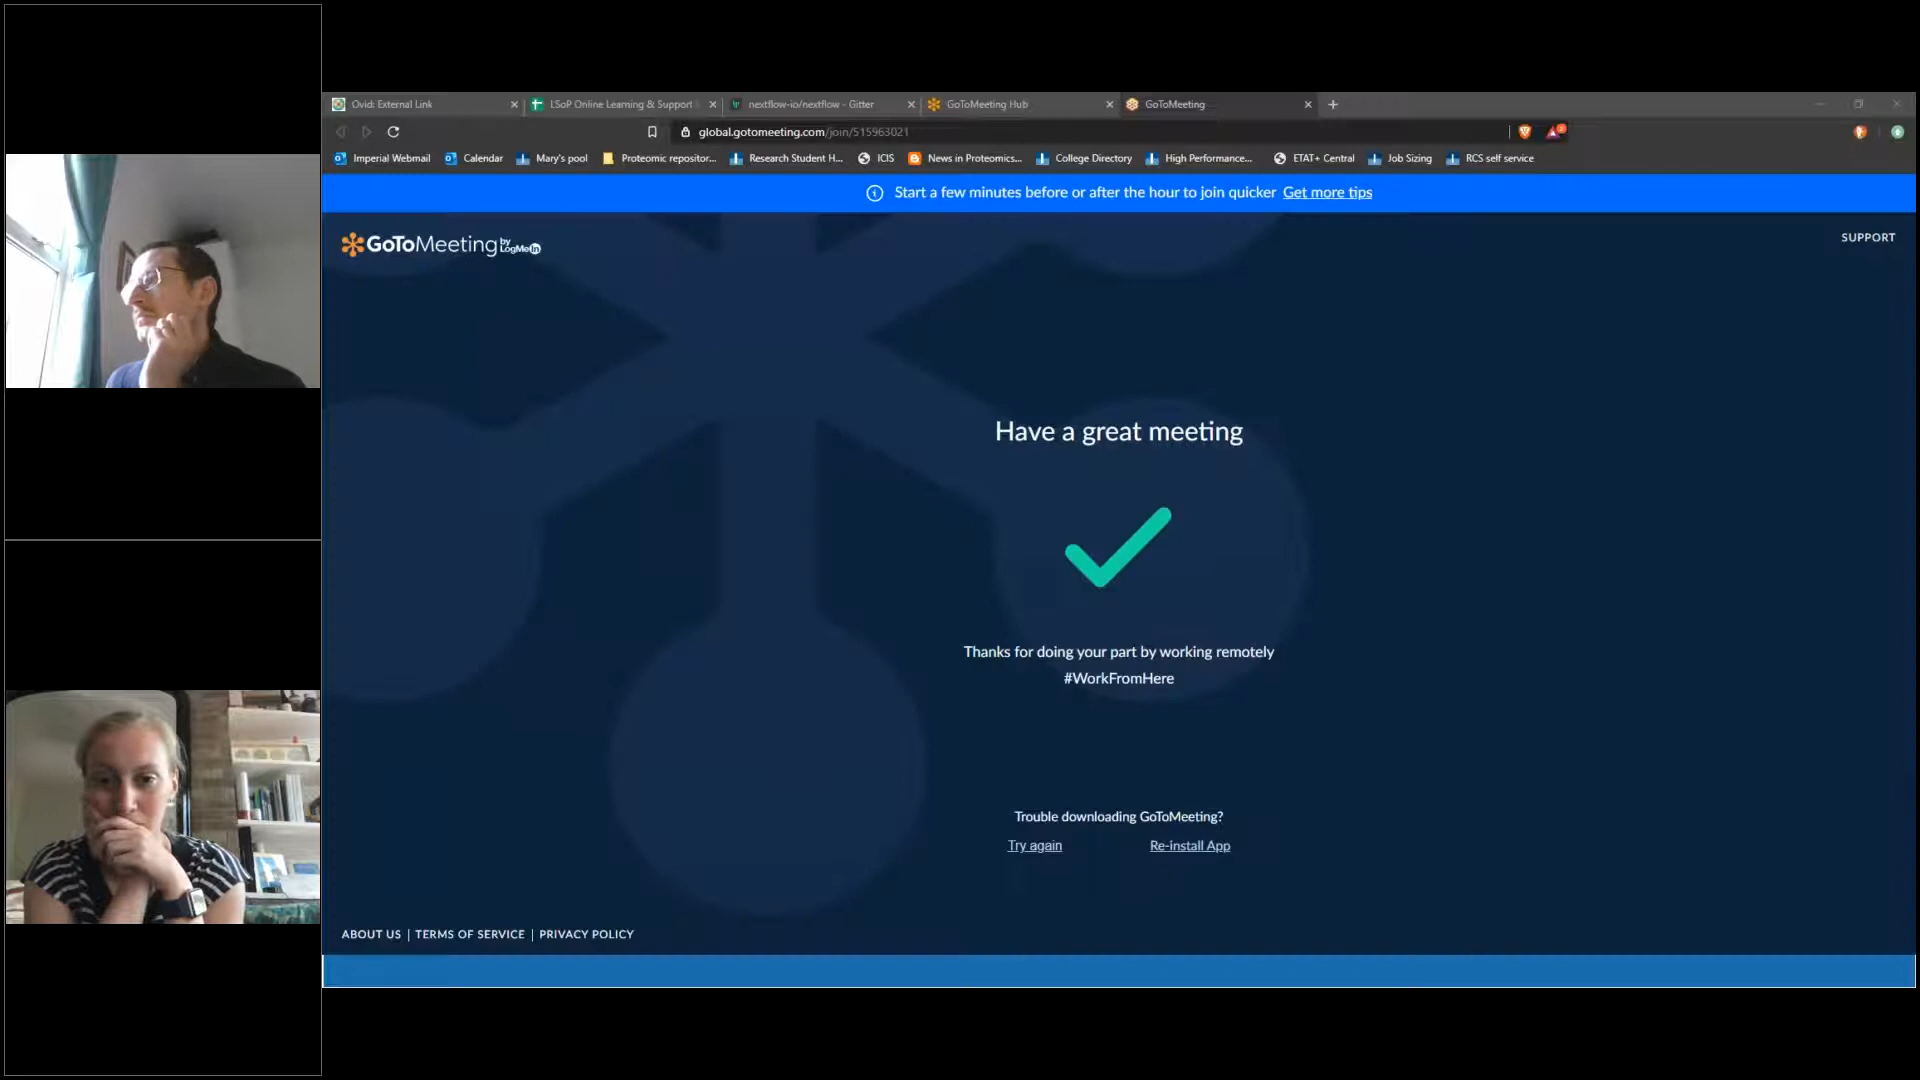 Ovid: External Link
LSoP Online Learning & Support
nextflow-io/nextflow - Gitter
GoToMeeting Hub
GoToMeeting
global.gotomeeting.com/join/515963021
Imperial Webmail
Calendar
Mary's pool
Proteomic repositor...
Research Student H...
ICIS
News in Proteomics...
College Directory
High Performance...
ETAT+ Central
Job Sizing
RCS self service
Start a few minutes before or after the hour to join quicker Get more tips
GoToMeeting by LogMeIn
SUPPORT
Have a great meeting
Thanks for doing your part by working remotely
#WorkFromHere
Trouble downloading GoToMeeting?
Try again
Re-install App
ABOUT US | TERMS OF SERVICE | PRIVACY POLICY